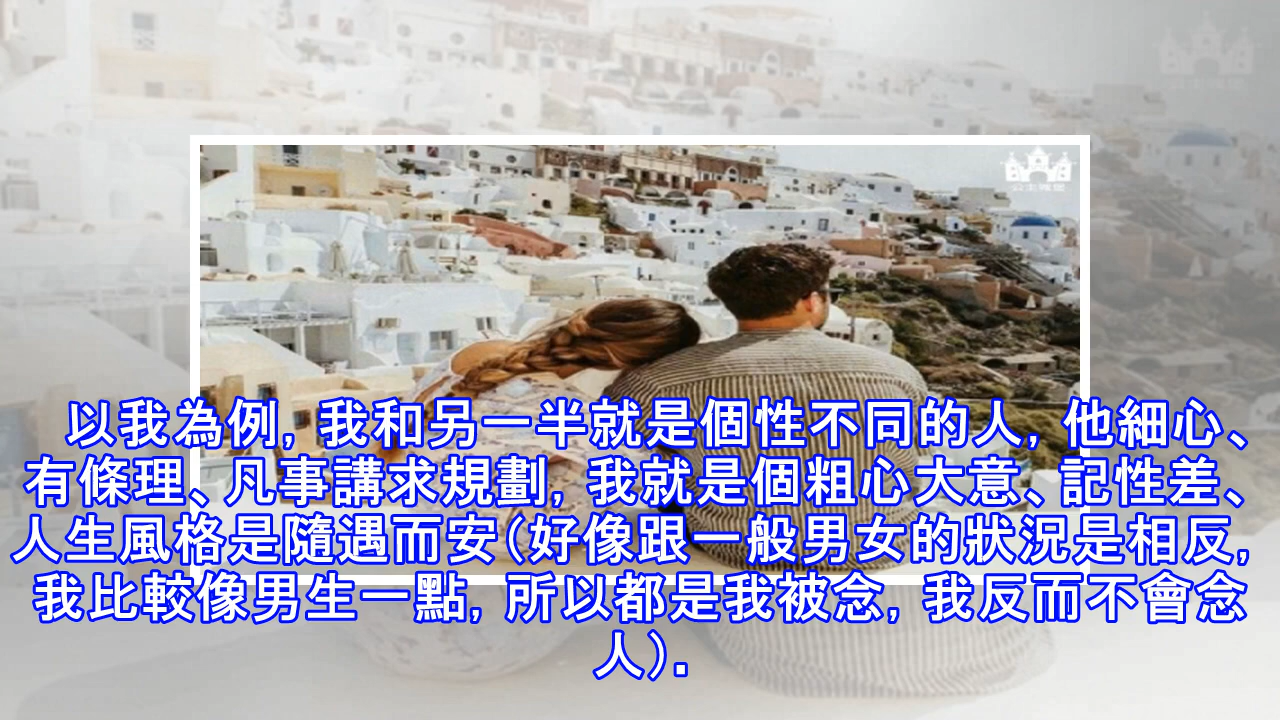 公主城堡
以我為例, 我和另一半就是個性不同的人, 他細心、
有條理、凡事講求規劃, 我就是個粗心大意、記性差、
人生風格是隨遇而安(好像跟一般男女的狀況是相反,
我比較像男生一點, 所以都是我被念, 我反而不會念
人).